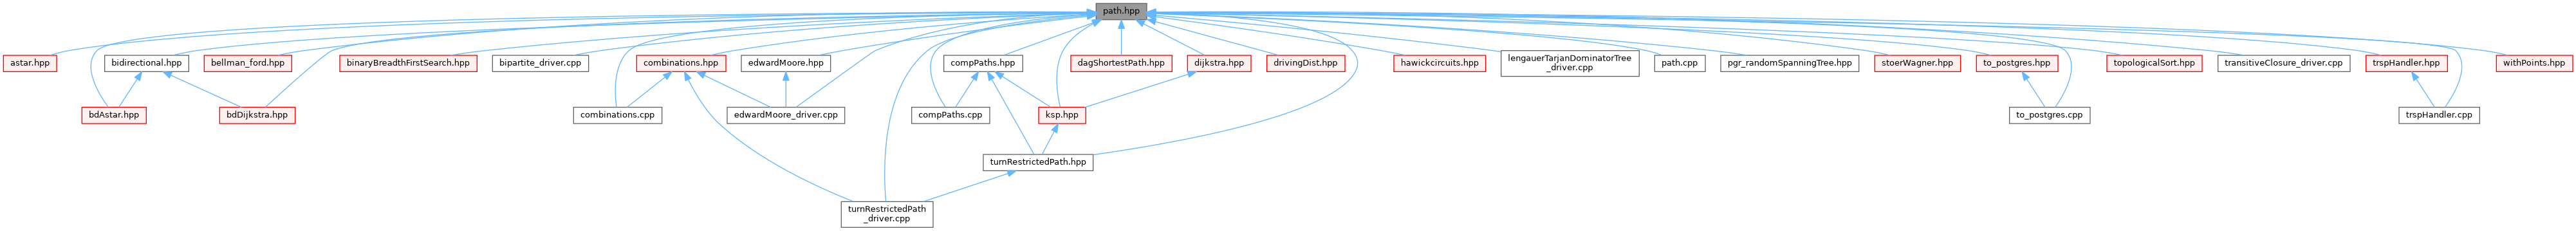 path.hpp
astar.hpp
bidirectional.hpp
bellman_ford.hpp
binaryBreadthFirstSearch.hpp
bipartite_driver.cpp
combinations.hpp
edwardMoore.hpp
compPaths.hpp
dagShortestPath.hpp
dijkstra.hpp
drivingDist.hpp
hawickcircuits.hpp
lengauerTarjanDominatorTree
_driver.cpp
path.cpp
pgr_randomSpanningTree.hpp
stoerWagner.hpp
to_postgres.hpp
topologicalSort.hpp
transitiveClosure_driver.cpp
trspHandler.hpp
withPoints.hpp
bdAstar.hpp
bdDijkstra.hpp
combinations.cpp
edwardMoore_driver.cpp
compPaths.cpp
ksp.hpp
to_postgres.cpp
trspHandler.cpp
turnRestrictedPath.hpp
turnRestrictedPath
_driver.cpp